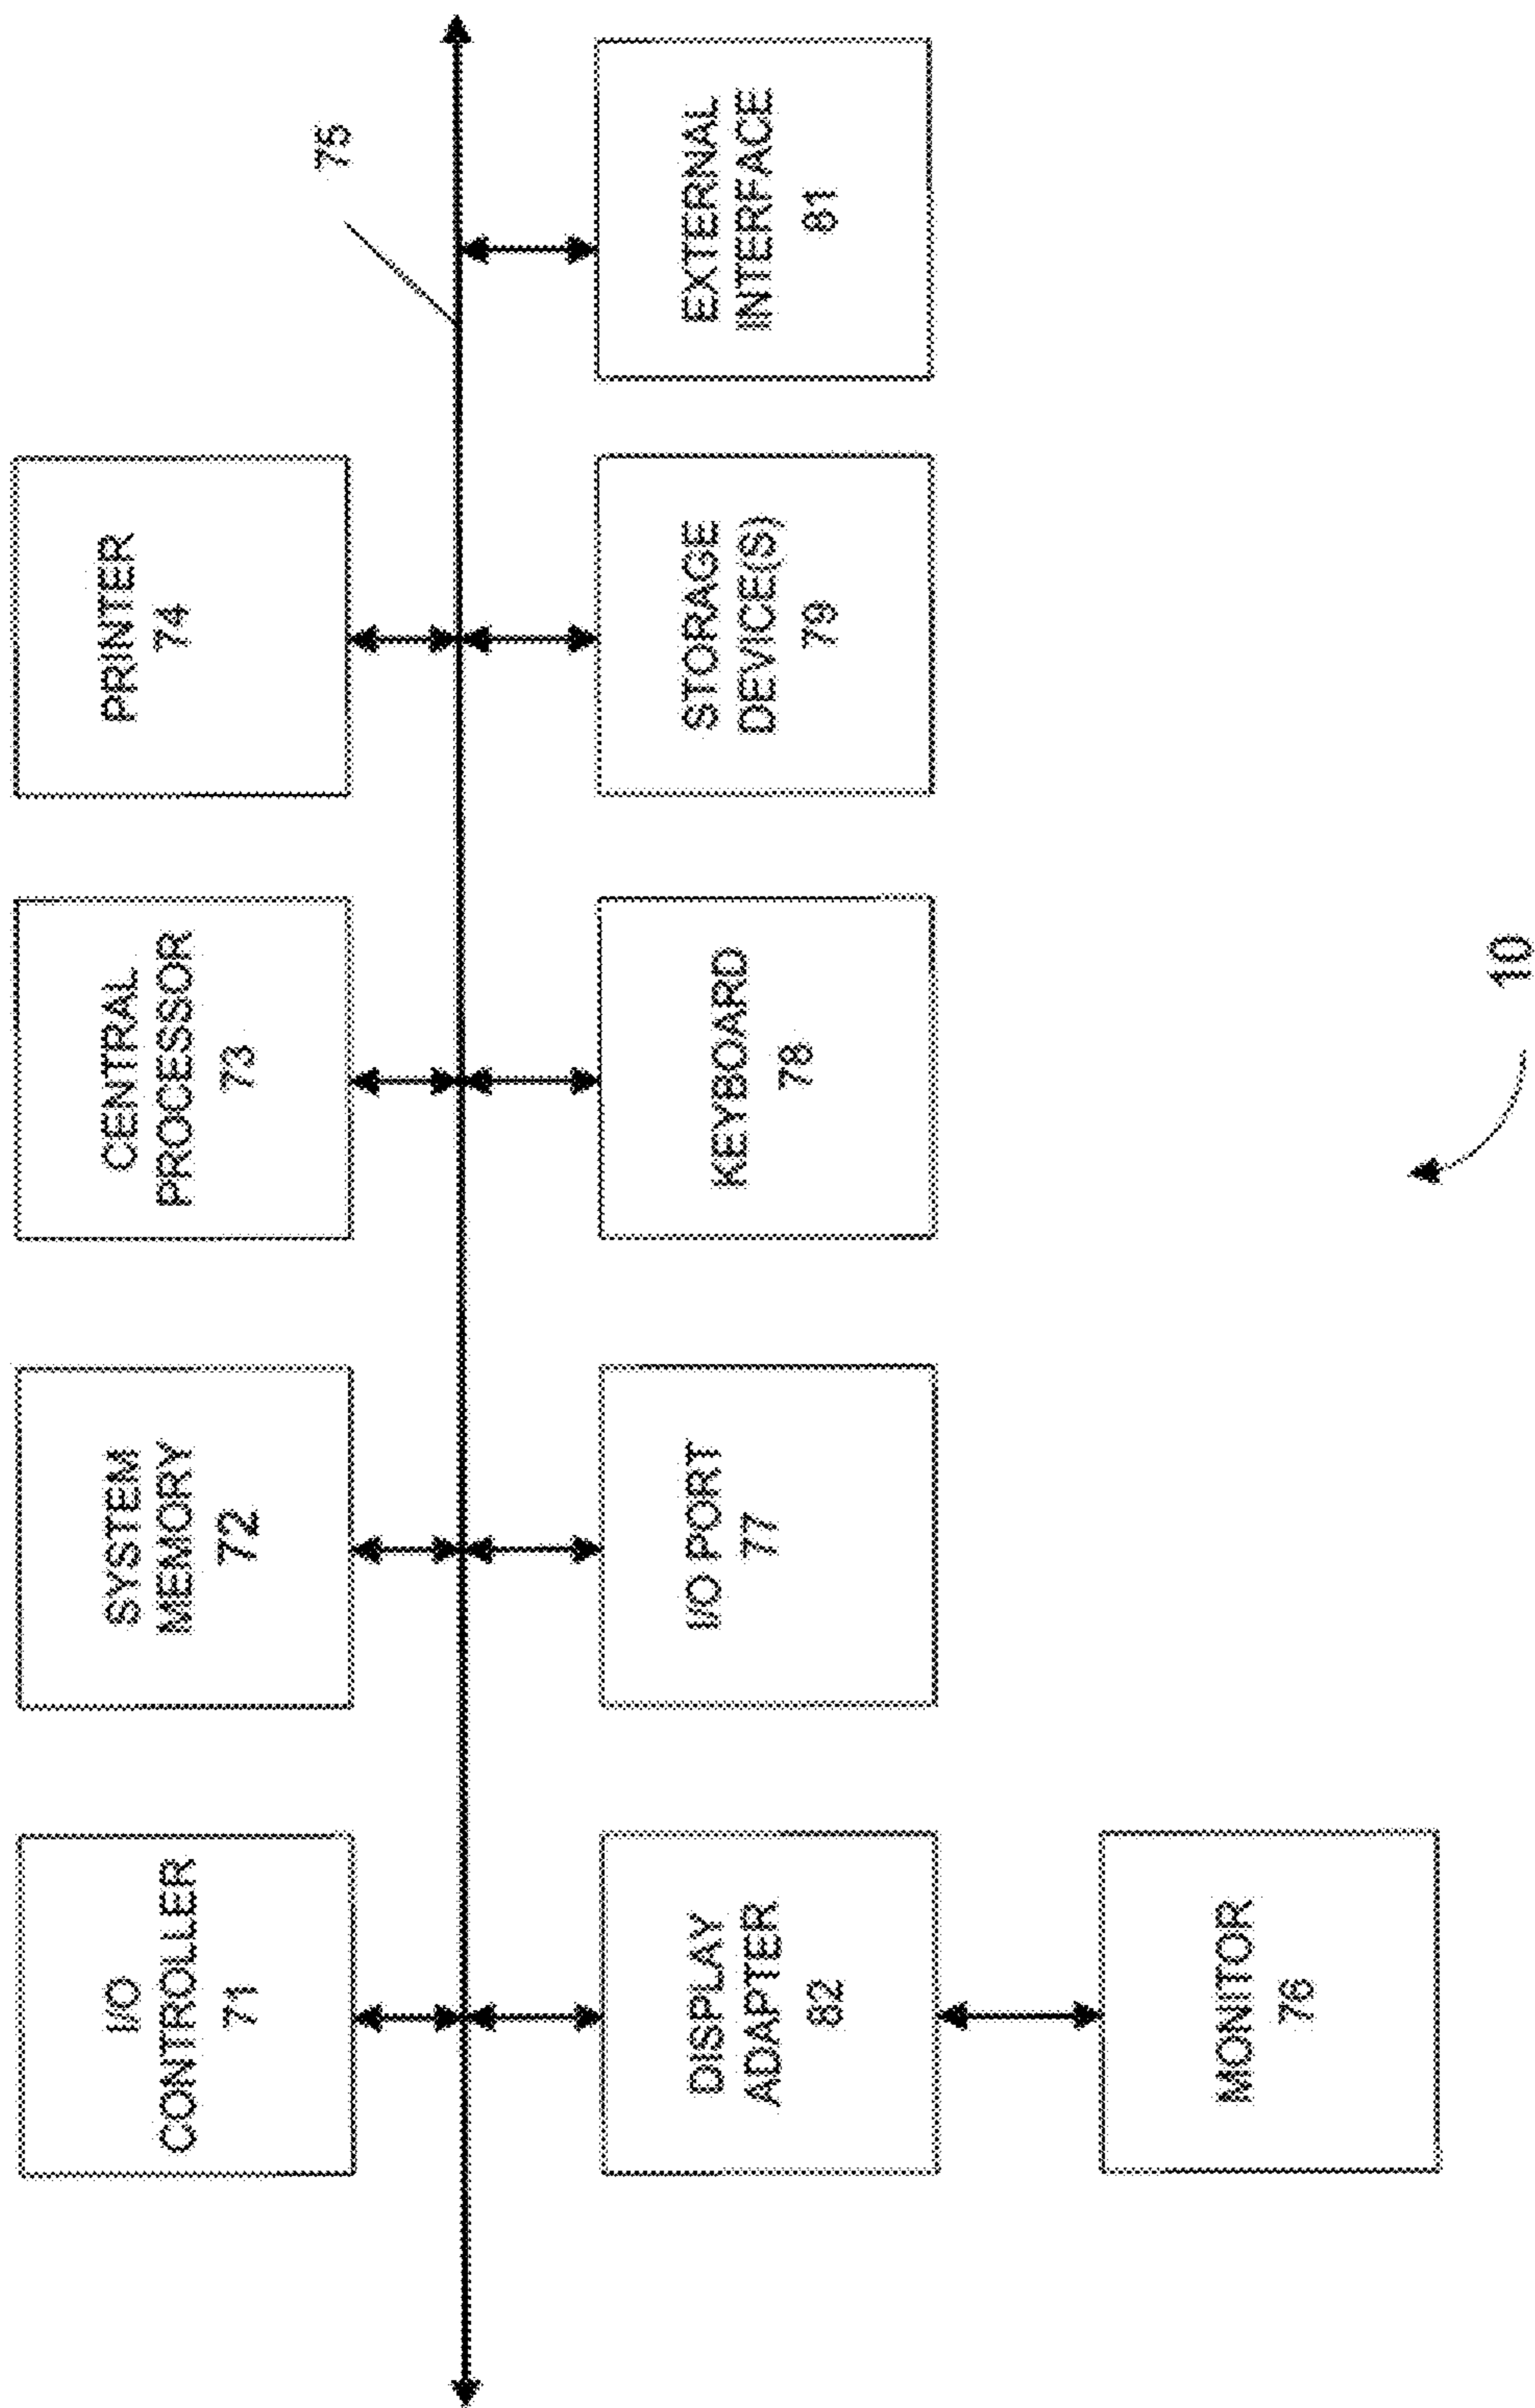 I/O
CONTROLLER
71
SYSTEM
MEMORY
72
CENTRAL
PROCESSOR
73
PRINTER
74
75
DISPLAY
ADAPTER
82
I/O PORT
77
KEYBOARD
78
STORAGE
DEVICE(S)
79
EXTERNAL
INTERFACE
81
MONITOR
76
10